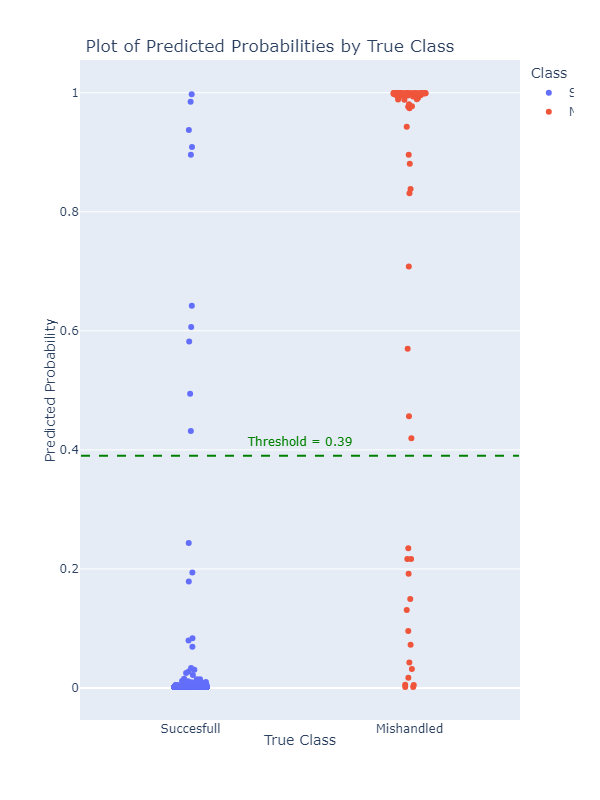 Plot of Predicted Probabilities by True Class
Class
S
1
0.8
0.6
0.4
0.2
0
Predicted Probability
Threshold = 0.39
Succesfull
Mishandled
True Class